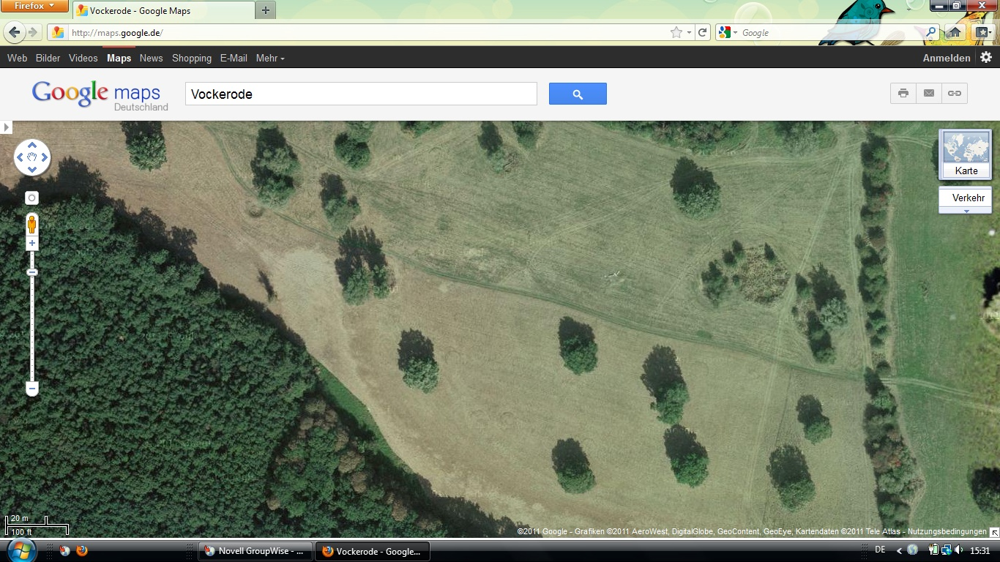 Firefox
Vockerode - Google Maps
http://maps.google.de/
Google
Web Bilder Videos Maps News Shopping E-Mail Mehr
Anmelden
Google maps
Deutschland
Vockerode
Karte
Verkehr
20 m
100 ft
©2011 Google - Grafiken ©2011 AeroWest, DigitalGlobe, GeoContent, GeoEye, Kartendaten ©2011 Tele Atlas - Nutzungsbedingungen
Novell GroupWise - ...
Vockerode - Google...
DE
15:31